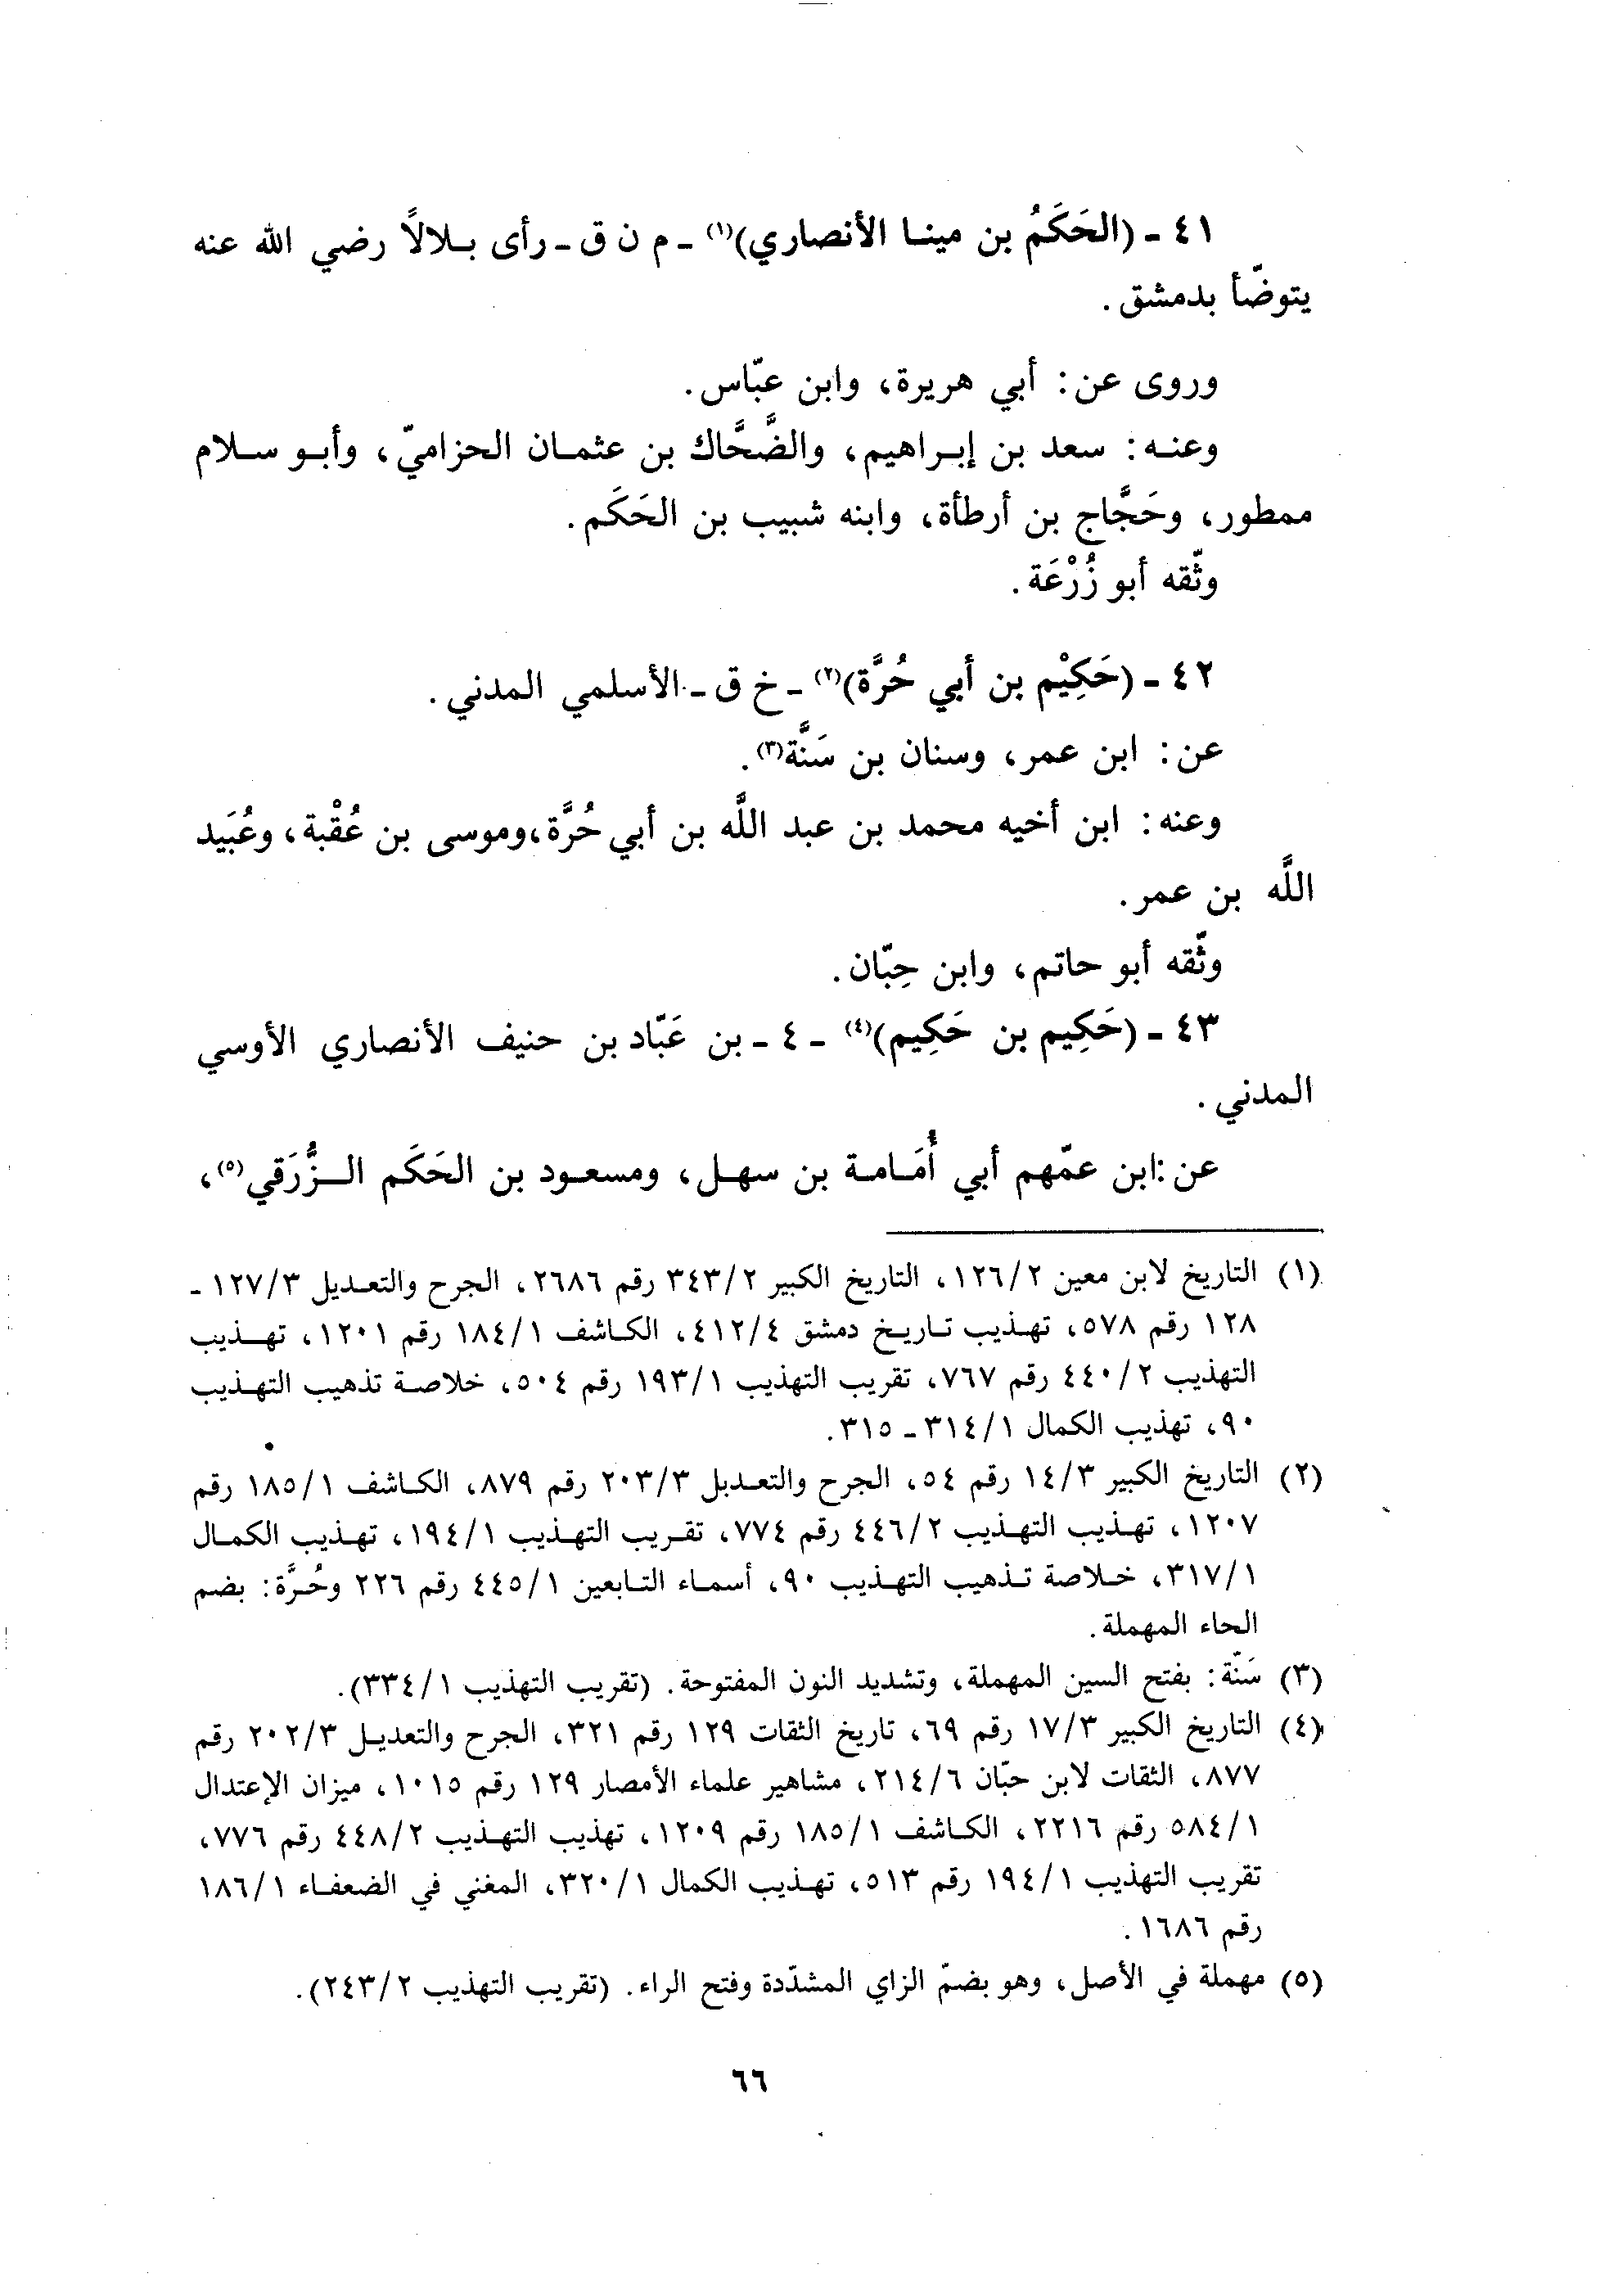 ٤١ - (الحَكَمُ بن مينا الأنصاري)(١) - م ن ق - رأى بلالاً رضي الله عنه
يتوضّأ بدمشق.
وروى عن: أبي هريرة، وابن عبّاس.
وعنه: سعد بن إبراهيم، والضَّحَّاك بن عثمان الحزاميّ، وأبو سلام
ممطور، وحَجَّاج بن أرطأة، وابنه شبيب بن الحَكَم.
وثّقه أبو زُرْعَة.
٤٢ - (حَكِيْم بن أبي حُرَّة)(٢) - خ ق - الأسلمي المدني.
عن: ابن عمر، وسنان بن سَنَّة(٣).
وعنه: ابن أخيه محمد بن عبد اللَّه بن أبي حُرَّة، وموسى بن عُقْبة، وعُبَيد
اللَّه بن عمر.
وثّقه أبو حاتم، وابن حِبّان.
٤٣ - (حَكِيم بن حَكِيم)(٤) - ٤ - بن عَبّاد بن حنيف الأنصاري الأوسي
المدني.
عن: ابن عمّهم أبي أُمَامة بن سهل، ومسعود بن الحَكَم الزُّرَقي(٥)،
(١) التاريخ لابن معين ١٢٦/٢، التاريخ الكبير ٣٤٣/٢ رقم ٢٦٨٦، الجرح والتعديل ١٢٧/٣ -
١٢٨ رقم ٥٧٨، تهذيب تاريخ دمشق ٤١٢/٤، الكاشف ١٨٤/١ رقم ١٢٠١، تهذيب
التهذيب ٤٤٠/٢ رقم ٧٦٧، تقريب التهذيب ١٩٣/١ رقم ٥٠٤، خلاصة تذهيب التهذيب
٩٠، تهذيب الكمال ٣١٤/١ - ٣١٥.
(٢) التاريخ الكبير ١٤/٣ رقم ٥٤، الجرح والتعديل ٢٠٣/٣ رقم ٨٧٩، الكاشف ١٨٥/١ رقم
١٢٠٧، تهذيب التهذيب ٤٤٦/٢ رقم ٧٧٤، تقريب التهذيب ١٩٤/١، تهذيب الكمال
٣١٧/١، خلاصة تذهيب التهذيب ٩٠، أسماء التابعين ٤٤٥/١ رقم ٢٢٦ وحُرَّة: بضم
الحاء المهملة.
(٣) سَنّة: بفتح السين المهملة، وتشديد النون المفتوحة. (تقريب التهذيب ٣٣٤/١).
(٤) التاريخ الكبير ١٧/٣ رقم ٦٩، تاريخ الثقات ١٢٩ رقم ٣٢١، الجرح والتعديل ٢٠٢/٣ رقم
٨٧٧، الثقات لابن حبّان ٢١٤/٦، مشاهير علماء الأمصار ١٢٩ رقم ١٠١٥، ميزان الإعتدال
٥٨٤/١ رقم ٢٢١٦، الكاشف ١٨٥/١ رقم ١٢٠٩، تهذيب التهذيب ٤٤٨/٢ رقم ٧٧٦،
تقريب التهذيب ١٩٤/١ رقم ٥١٣، تهذيب الكمال ٣٢٠/١، المغني في الضعفاء ١٨٦/١
رقم ١٦٨٦.
(٥) مهملة في الأصل، وهو بضمّ الزاي المشدّدة وفتح الراء. (تقريب التهذيب ٢٤٣/٢).
٦٦